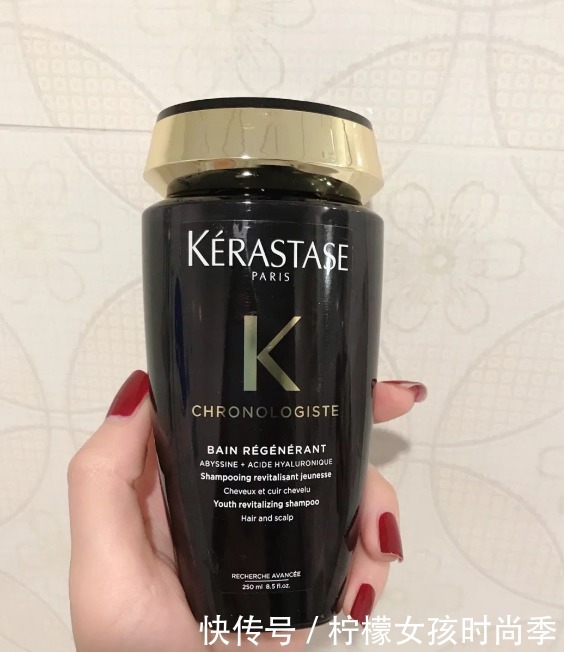 KÉRASTASE
PARIS
K
CHRONOLOGISTE
BAIN RÉGÉNÉRANT
ABYSSINE + ACIDE HYALURONIQUE
Shampooing revitalisant jeunesse
Cheveux et cuir chevelu
Youth revitalizing shampoo
Hair and scalp
RECHERCHE AVANCÉE
250 ml 8.5 fl.oz.
快传号 / 柠檬女孩时尚季